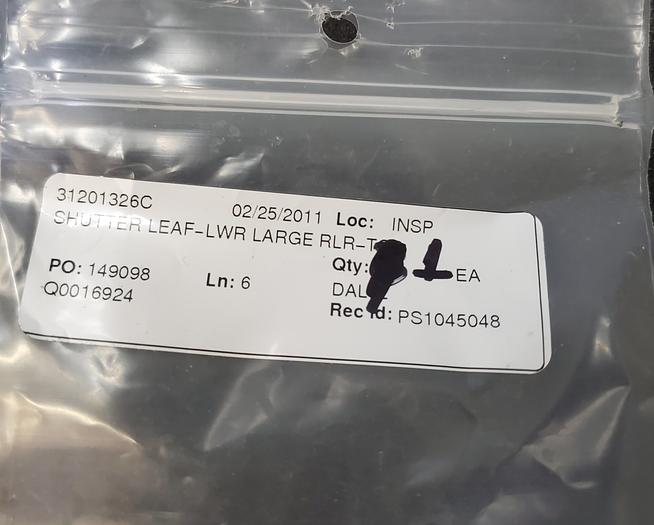 31201326C 02/25/2011 Loc: INSP
SHUTTER LEAF-LWR LARGE RLR-T
PO: 149098 Ln: 6 Qty: 1 EA
Q0016924
Rec Id: PS1045048